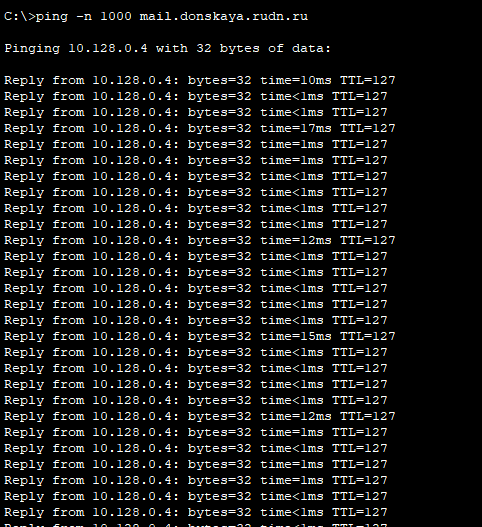 C:\>ping -n 1000 mail.donskaya.rudn.ru
Pinging 10.128.0.4 with 32 bytes of data:
Reply from 10.128.0.4: bytes=32 time=10ms TTL=127
Reply from 10.128.0.4: bytes=32 time<1ms TTL=127
Reply from 10.128.0.4: bytes=32 time<1ms TTL=127
Reply from 10.128.0.4: bytes=32 time=17ms TTL=127
Reply from 10.128.0.4: bytes=32 time=1ms TTL=127
Reply from 10.128.0.4: bytes=32 time=1ms TTL=127
Reply from 10.128.0.4: bytes=32 time<1ms TTL=127
Reply from 10.128.0.4: bytes=32 time<1ms TTL=127
Reply from 10.128.0.4: bytes=32 time<1ms TTL=127
Reply from 10.128.0.4: bytes=32 time<1ms TTL=127
Reply from 10.128.0.4: bytes=32 time=12ms TTL=127
Reply from 10.128.0.4: bytes=32 time<1ms TTL=127
Reply from 10.128.0.4: bytes=32 time<1ms TTL=127
Reply from 10.128.0.4: bytes=32 time<1ms TTL=127
Reply from 10.128.0.4: bytes=32 time<1ms TTL=127
Reply from 10.128.0.4: bytes=32 time<1ms TTL=127
Reply from 10.128.0.4: bytes=32 time=15ms TTL=127
Reply from 10.128.0.4: bytes=32 time<1ms TTL=127
Reply from 10.128.0.4: bytes=32 time<1ms TTL=127
Reply from 10.128.0.4: bytes=32 time<1ms TTL=127
Reply from 10.128.0.4: bytes=32 time<1ms TTL=127
Reply from 10.128.0.4: bytes=32 time=12ms TTL=127
Reply from 10.128.0.4: bytes=32 time=1ms TTL=127
Reply from 10.128.0.4: bytes=32 time<1ms TTL=127
Reply from 10.128.0.4: bytes=32 time=1ms TTL=127
Reply from 10.128.0.4: bytes=32 time<1ms TTL=127
Reply from 10.128.0.4: bytes=32 time<1ms TTL=127
Reply from 10.128.0.4: bytes=32 time<1ms TTL=127